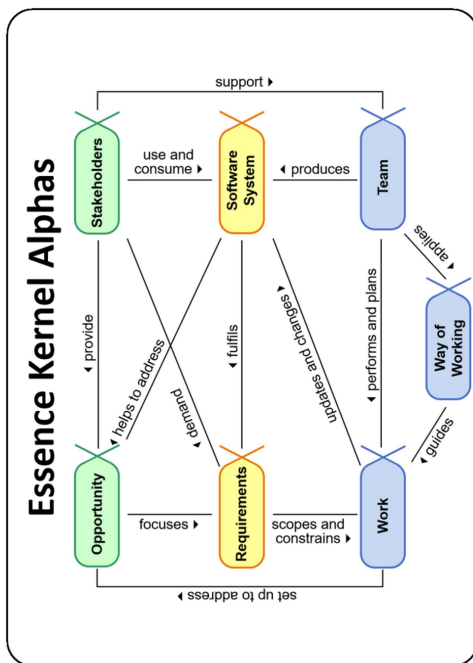 Essence Kernel Alphas
support
Stakeholders
use and
consume
Software
System
produces
Team
applies
provide
helps to address
demand
fulfils
updates and changes
performs and plans
Way of
Working
guides
Opportunity
focuses
Requirements
scopes and
constrains
Work
set up to address